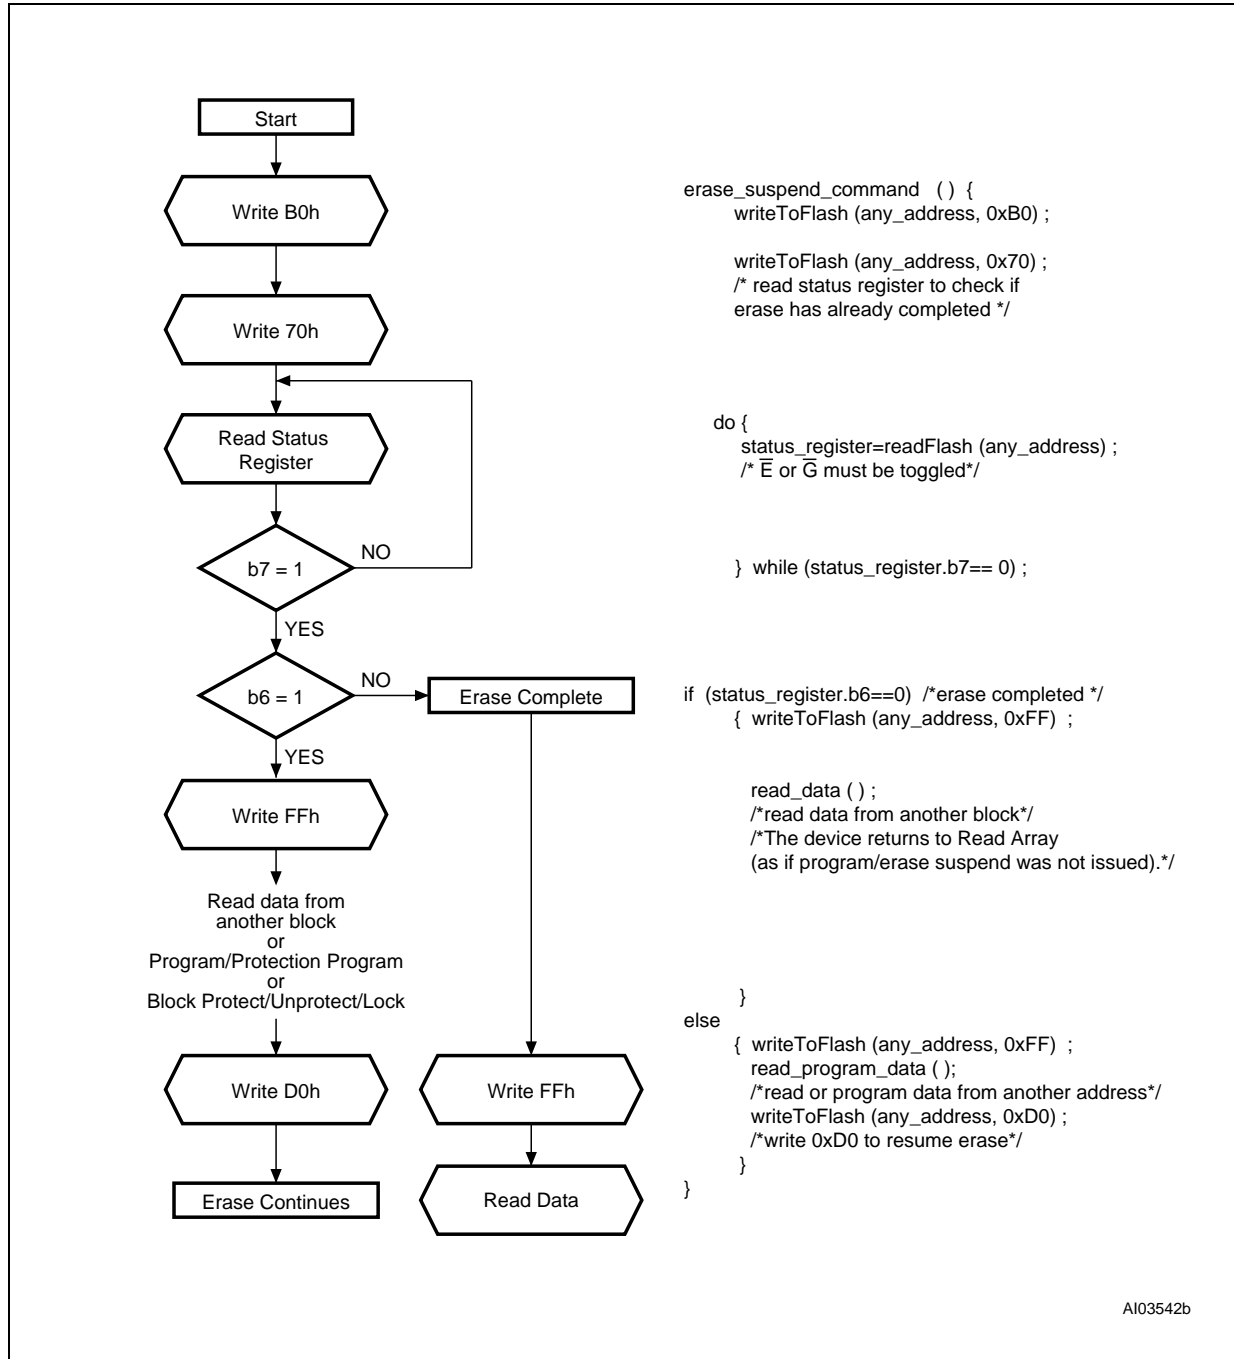 Start
Write B0h
Write 70h
Read Status
Register
NO
b7 = 1
YES
NO
b6 = 1
Erase Complete
YES
Write FFh
Read data from
another block
or
Program/Protection Program
or
Block Protect/Unprotect/Lock
Write D0h
Write FFh
Erase Continues
Read Data
erase_suspend_command ( ) {
writeToFlash (any_address, 0xB0) ;
writeToFlash (any_address, 0x70) ;
/* read status register to check if
erase has already completed */
do {
status_register=readFlash (any_address) ;
/* E̅ or G̅ must be toggled*/
} while (status_register.b7== 0) ;
if (status_register.b6==0) /*erase completed */
{ writeToFlash (any_address, 0xFF) ;
read_data ( ) ;
/*read data from another block*/
/*The device returns to Read Array
(as if program/erase suspend was not issued).*/
}
else
{ writeToFlash (any_address, 0xFF) ;
read_program_data ( );
/*read or program data from another address*/
writeToFlash (any_address, 0xD0) ;
/*write 0xD0 to resume erase*/
}
}
AI03542b